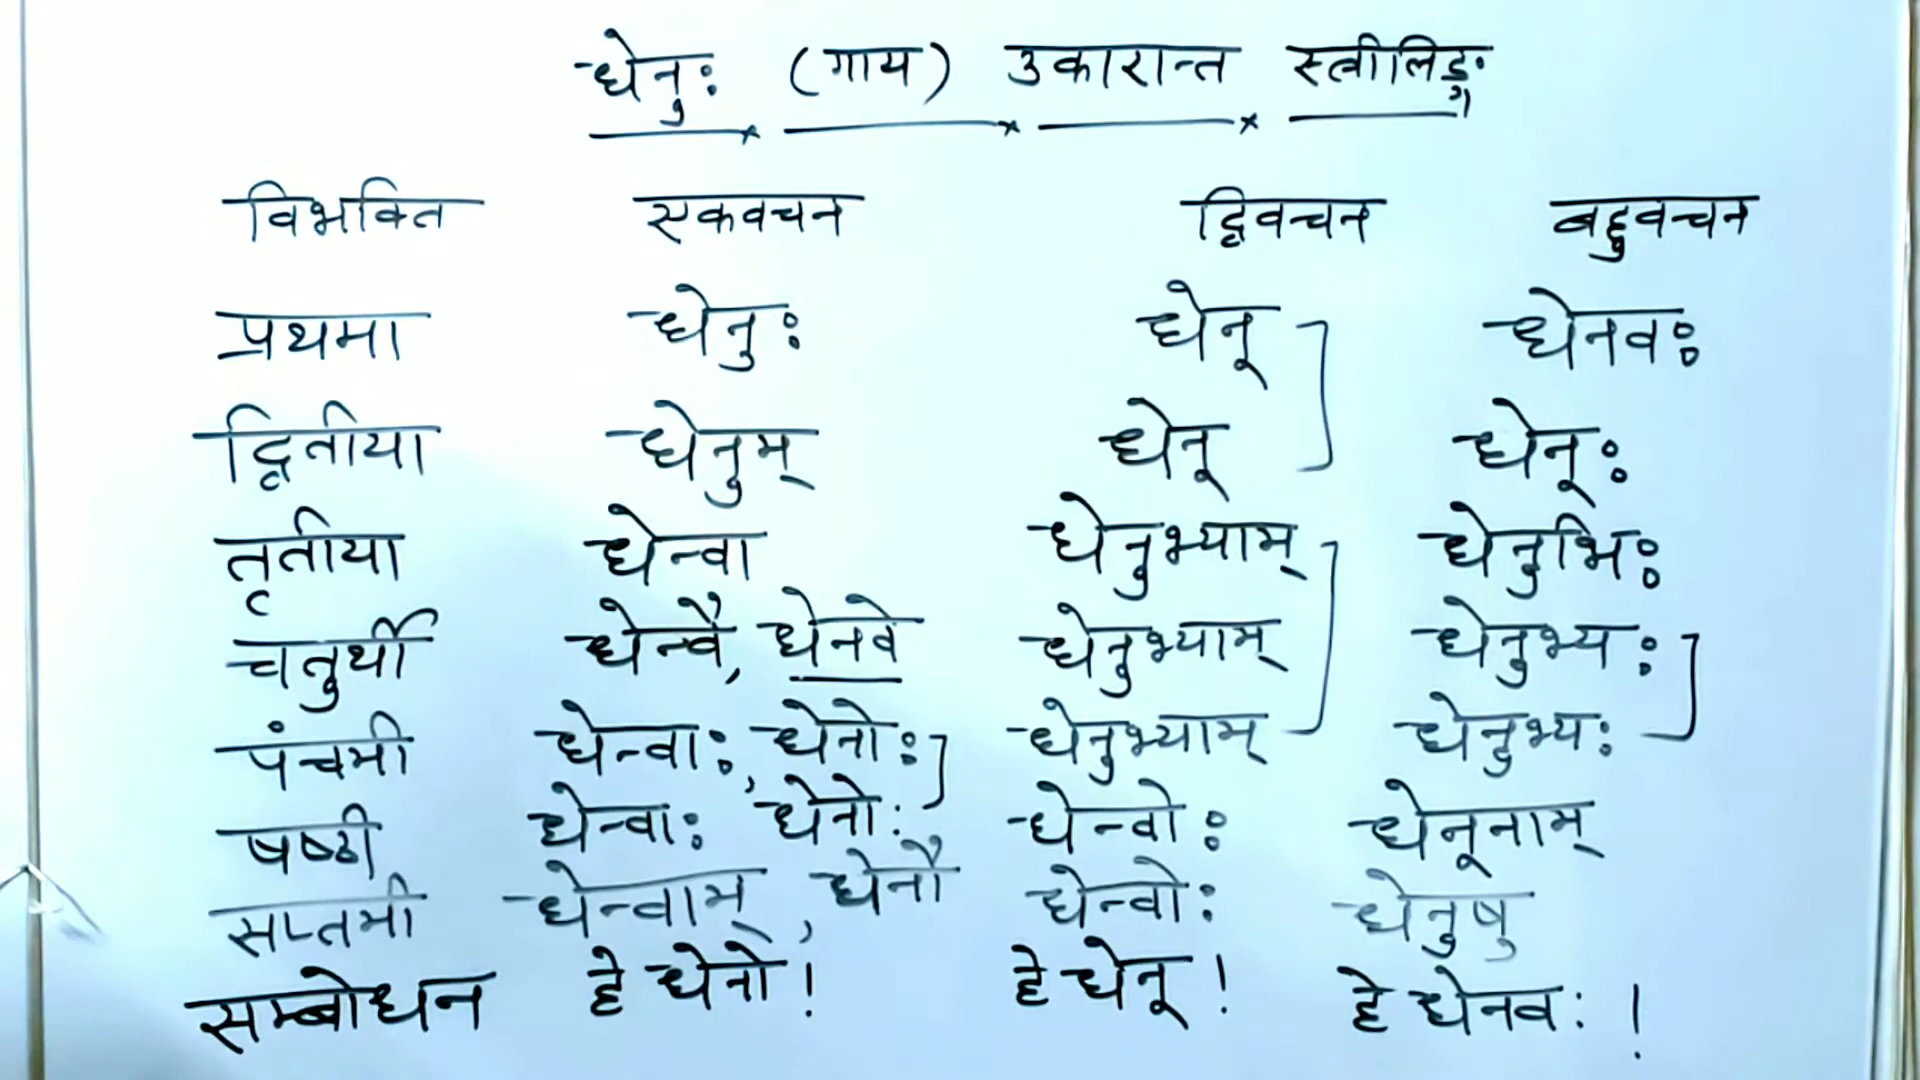 धेनुः (गाय) उकारान्त स्त्रीलिङ्ग
विभक्ति एकवचन द्विवचन बहुवचन
प्रथमा धेनुः धेनू धेनवः
द्वितीया धेनुम् धेनू धेनूः
तृतीया धेन्वा धेनुभ्याम् धेनुभिः
चतुर्थी धेन्वै, धेनवे धेनुभ्याम् धेनुभ्यः
पंचमी धेन्वाः, धेनोः धेनुभ्याम् धेनुभ्यः
षष्ठी धेन्वाः धेनोः धेन्वोः धेनूनाम्
सप्तमी धेन्वाम्, धेनौ धेन्वोः धेनुषु
सम्बोधन हे धेनो! हे धेनू! हे धेनवः!